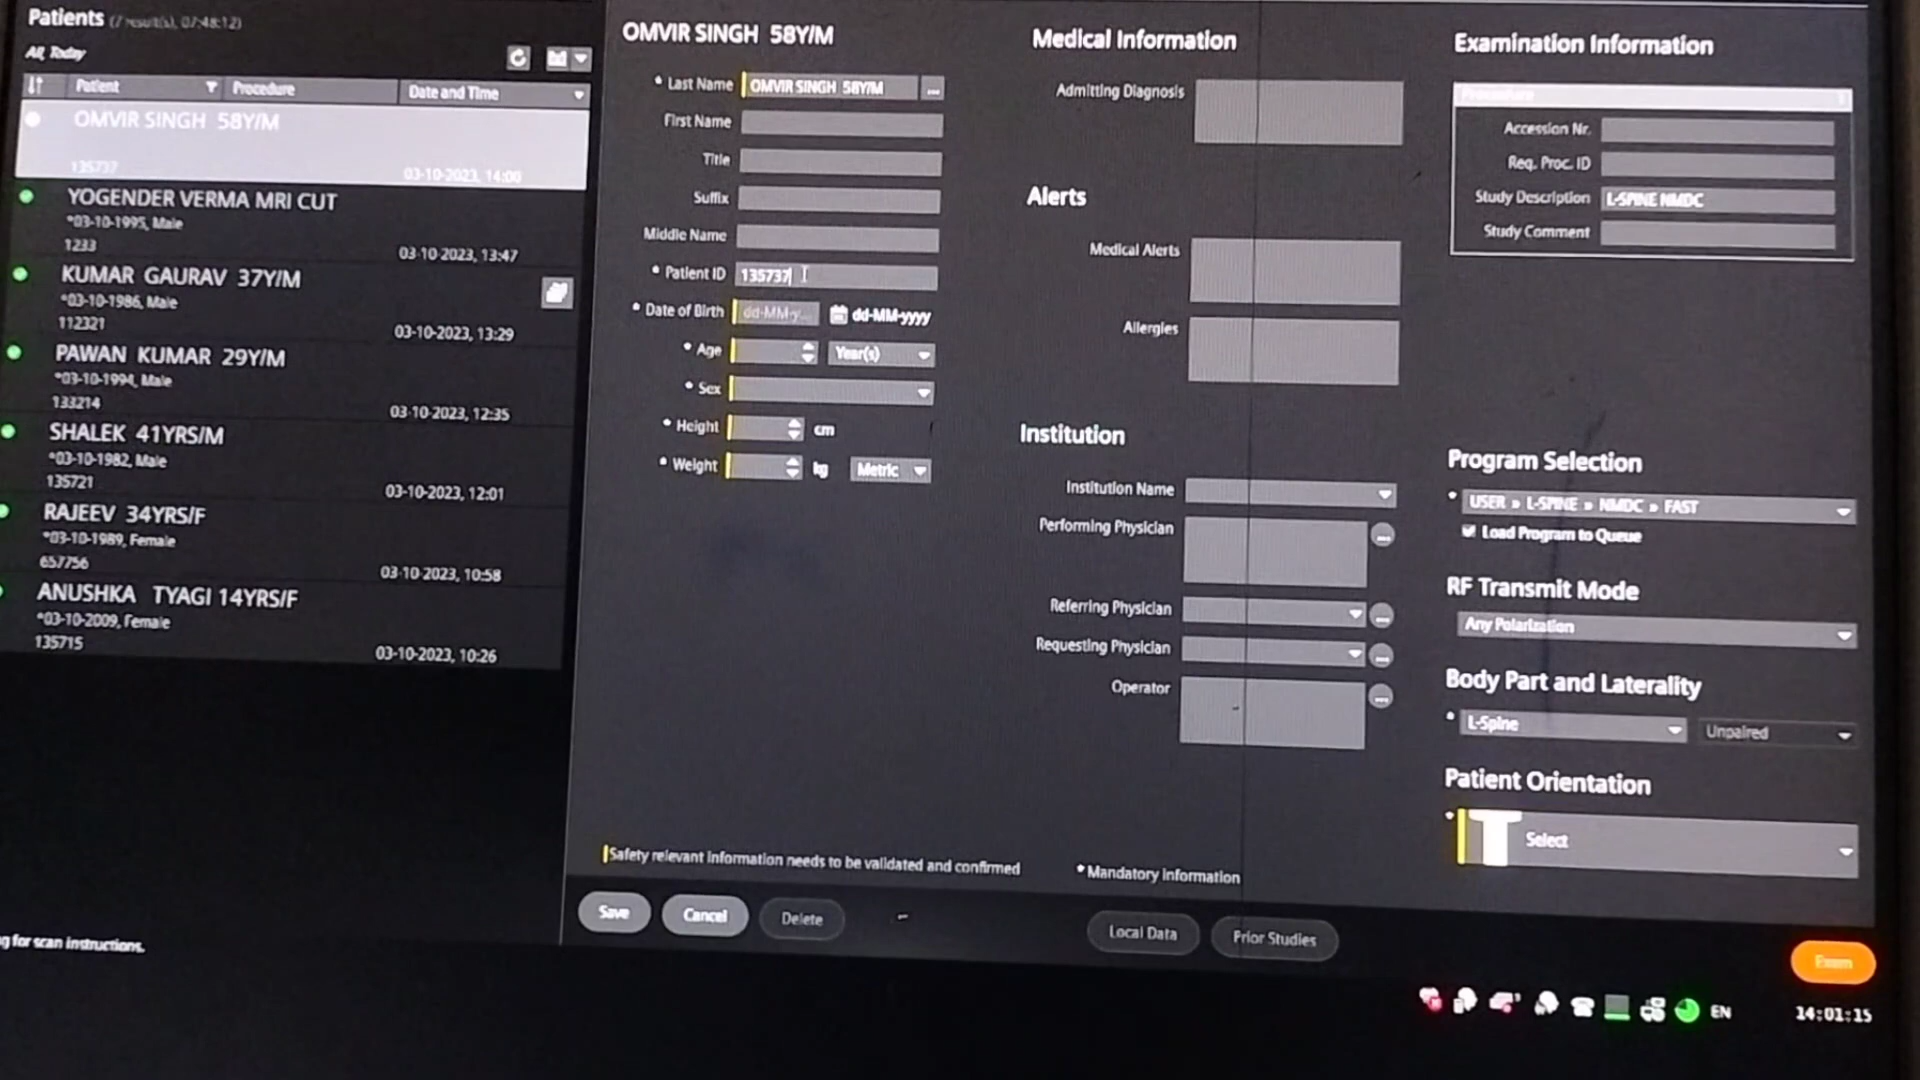 Patients (7 result(s), 07:48:12)
All, Today
Patient Procedure Date and Time
OMVIR SINGH 58Y/M
135737 03-10-2023, 14:00
YOGENDER VERMA MRI CUT
*03-10-1995, Male
1233 03-10-2023, 13:47
KUMAR GAURAV 37Y/M
*03-10-1986, Male
112321 03-10-2023, 13:29
PAWAN KUMAR 29Y/M
*03-10-1994, Male
133214 03-10-2023, 12:35
SHALEK 41YRS/M
*03-10-1982, Male
135721 03-10-2023, 12:01
RAJEEV 34YRS/F
*03-10-1989, Female
657756 03-10-2023, 10:58
ANUSHKA TYAGI 14YRS/F
*03-10-2009, Female
135715 03-10-2023, 10:26
g for scan instructions.
OMVIR SINGH 58Y/M
* Last Name OMVIR SINGH 58Y/M ...
First Name
Title
Suffix
Middle Name
* Patient ID 135737
* Date of Birth dd-MM-y... dd-MM-yyyy
* Age Year(s)
* Sex
* Height cm
* Weight kg Metric
Medical Information
Admitting Diagnosis
Alerts
Medical Alerts
Allergies
Institution
Institution Name
Performing Physician ...
Referring Physician ...
Requesting Physician ...
Operator ...
Examination Information
Procedure
Accession Nr.
Req. Proc. ID
Study Description L-SPINE NMDC
Study Comment
Program Selection
* USER » L-SPINE » NMDC » FAST
Load Program to Queue
RF Transmit Mode
Any Polarization
Body Part and Laterality
* L-Spine Unpaired
Patient Orientation
* Select
Safety relevant information needs to be validated and confirmed * Mandatory Information
Save Cancel Delete Local Data Prior Studies
Exam
EN 14:01:15